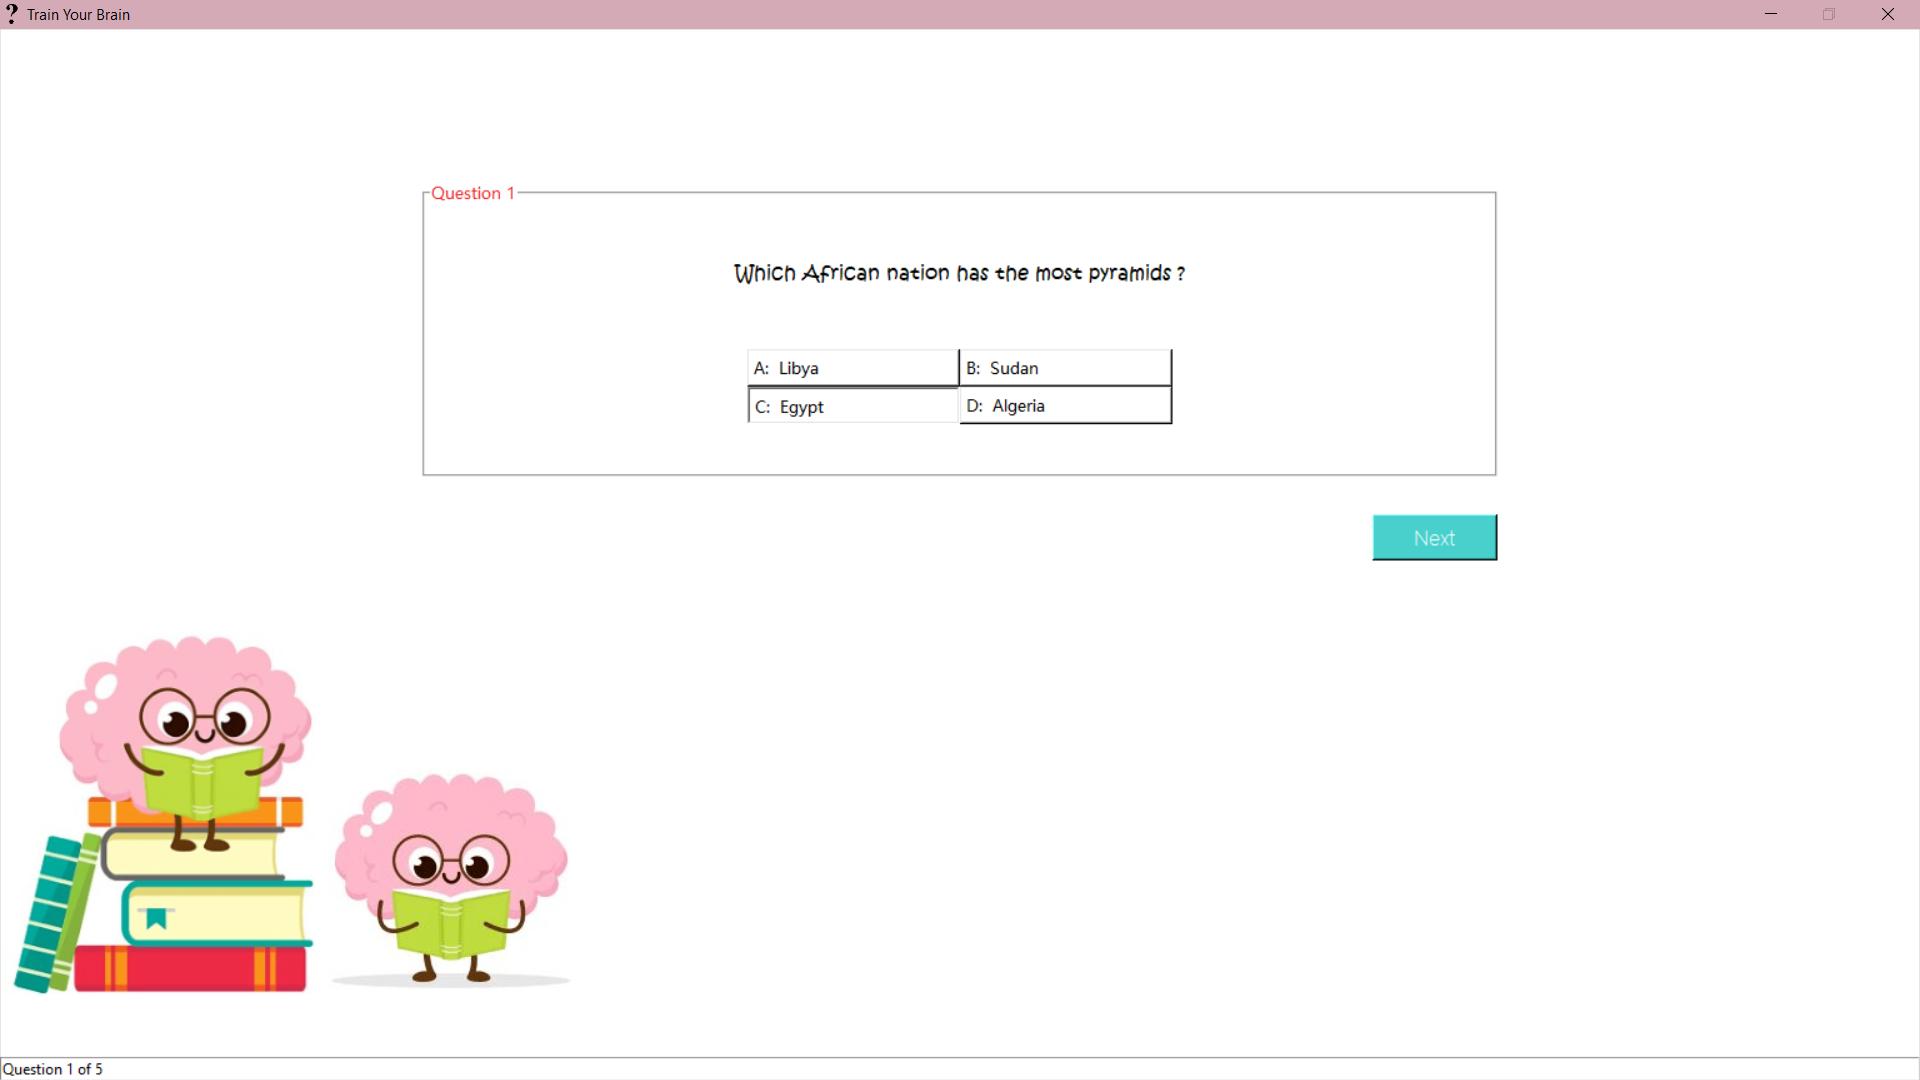 Train Your Brain
Question 1
Which African nation has the most pyramids ?
A: Libya
B: Sudan
C: Egypt
D: Algeria
Next
Question 1 of 5